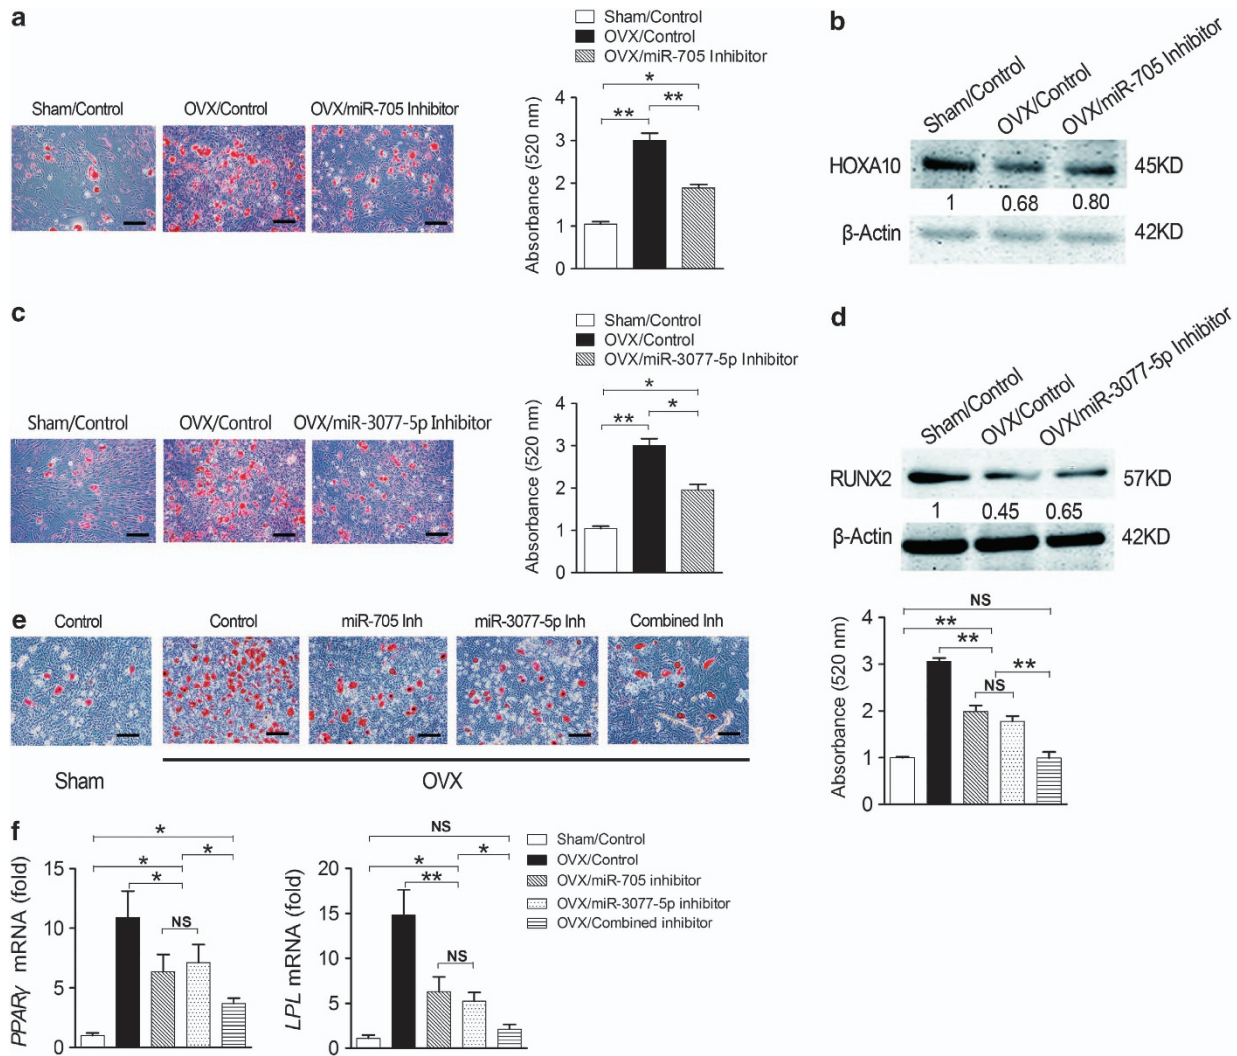 a
Sham/Control
OVX/Control
OVX/miR-705 Inhibitor
Sham/Control OVX/Control OVX/miR-705 Inhibitor
Absorbance (520 nm)
4
3
2
1
0
*
** **
b
Sham/Control
OVX/Control
OVX/miR-705 Inhibitor
HOXA10 45KD
1 0.68 0.80
β-Actin 42KD
c
Sham/Control
OVX/Control
OVX/miR-3077-5p Inhibitor
Sham/Control OVX/Control OVX/miR-3077-5p Inhibitor
Absorbance (520 nm)
4
3
2
1
0
*
** *
d
Sham/Control
OVX/Control
OVX/miR-3077-5p Inhibitor
RUNX2 57KD
1 0.45 0.65
β-Actin 42KD
e
Control Control miR-705 Inh miR-3077-5p Inh Combined Inh
Sham OVX
Absorbance (520 nm)
4
3
2
1
0
NS
**
**
**
NS
f
PPARγ mRNA (fold)
15
10
5
0
*
* *
*
NS
LPL mRNA (fold)
20
15
10
5
0
NS
* *
**
NS
Sham/Control
OVX/Control
OVX/miR-705 inhibitor
OVX/miR-3077-5p inhibitor
OVX/Combined inhibitor